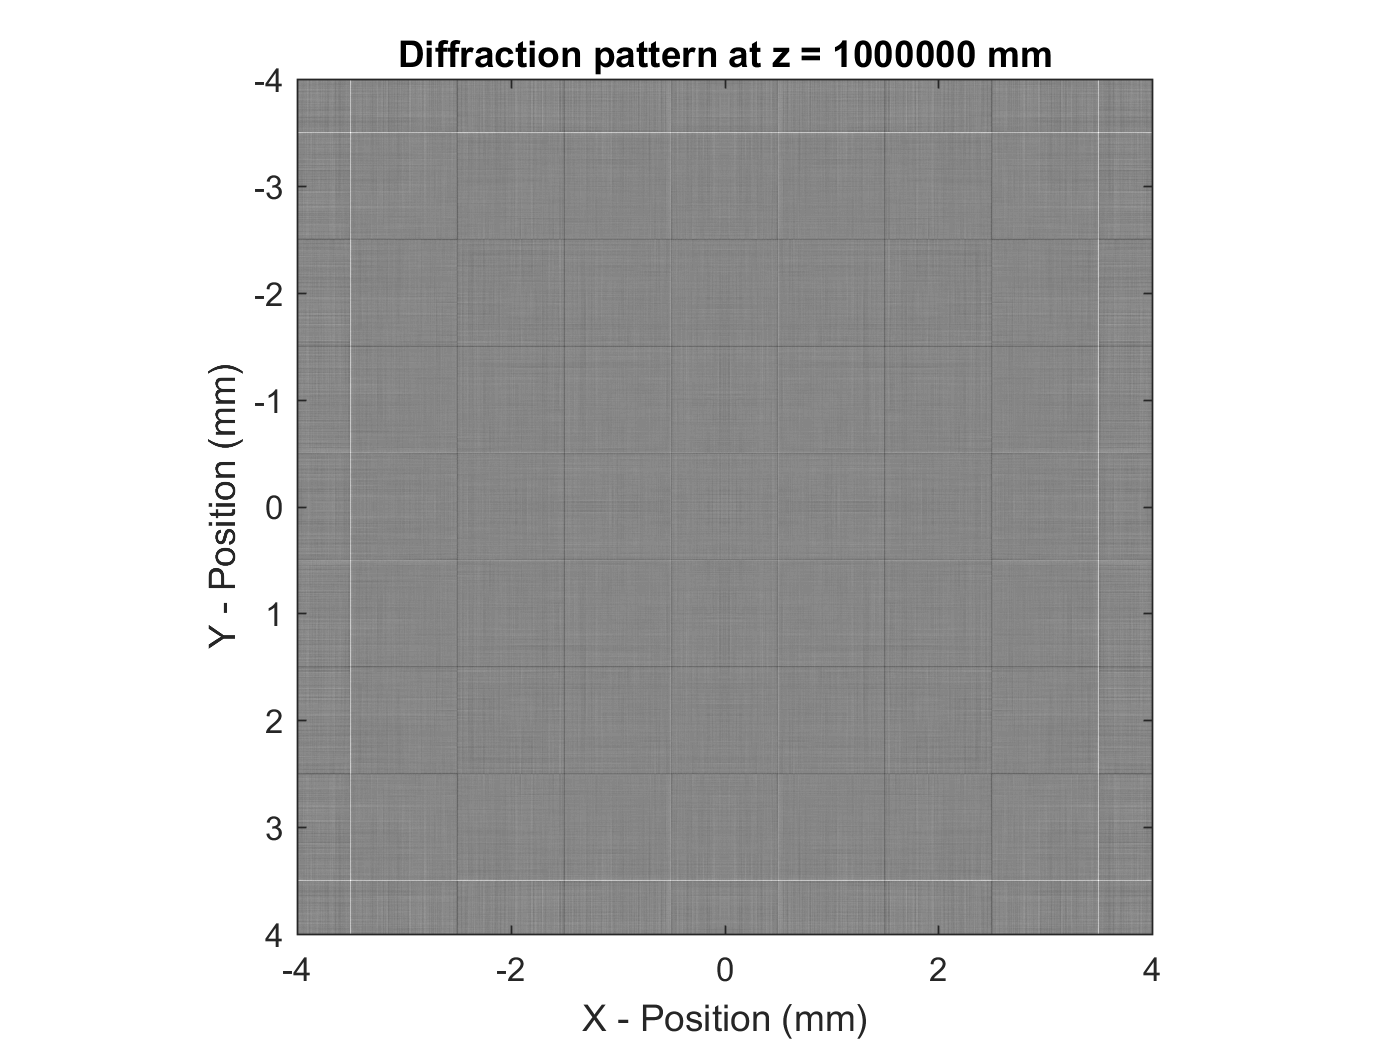 Diffraction pattern at z = 1000000 mm
-4
-3
-2
-1
0
1
2
3
4
Y - Position (mm)
-4 -2 0 2 4
X - Position (mm)